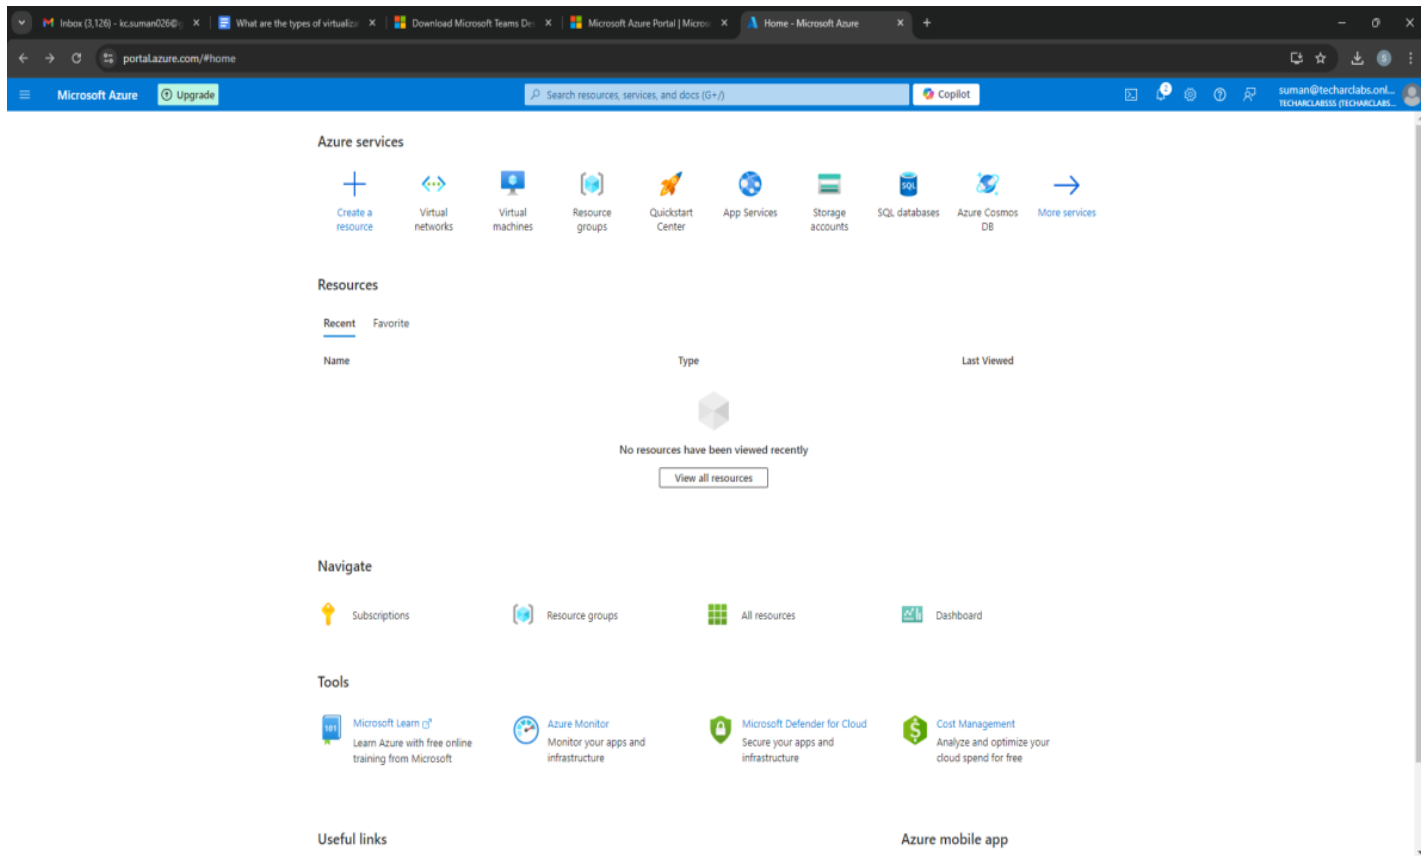 Inbox (3,126) - kc.suman026@g
What are the types of virtualiza
Download Microsoft Teams Des
Microsoft Azure Portal | Micros
Home - Microsoft Azure
portal.azure.com/#home
Microsoft Azure
Upgrade
Search resources, services, and docs (G+/)
Copilot
2
suman@techarclabs.onl...
TECHARCLABSSS (TECHARCLABS...
Azure services
Create a resource
Virtual networks
Virtual machines
Resource groups
Quickstart Center
App Services
Storage accounts
SQL
SQL databases
Azure Cosmos DB
More services
Resources
Recent Favorite
Name Type Last Viewed
No resources have been viewed recently
View all resources
Navigate
Subscriptions
Resource groups
All resources
Dashboard
Tools
101
Microsoft Learn
Learn Azure with free online
training from Microsoft
Azure Monitor
Monitor your apps and
infrastructure
Microsoft Defender for Cloud
Secure your apps and
infrastructure
Cost Management
Analyze and optimize your
cloud spend for free
Useful links
Azure mobile app